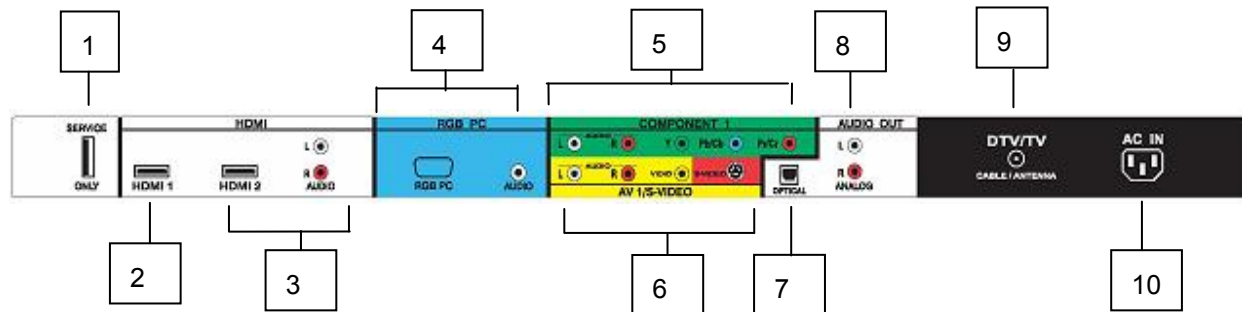 1
4
5
8
9
SERVICE
HDMI
RGB PC
COMPONENT 1
AUDIO OUT
L
L AUDIO R Y Pb/Cb Pr/Cr
L
DTV/TV
AC IN
R
L AUDIO R VIDEO S-VIDEO
R
CABLE / ANTENNA
ONLY
HDMI 1
HDMI 2
AUDIO
RGB PC
AUDIO
AV 1/S-VIDEO
OPTICAL
ANALOG
2
3
6
7
10